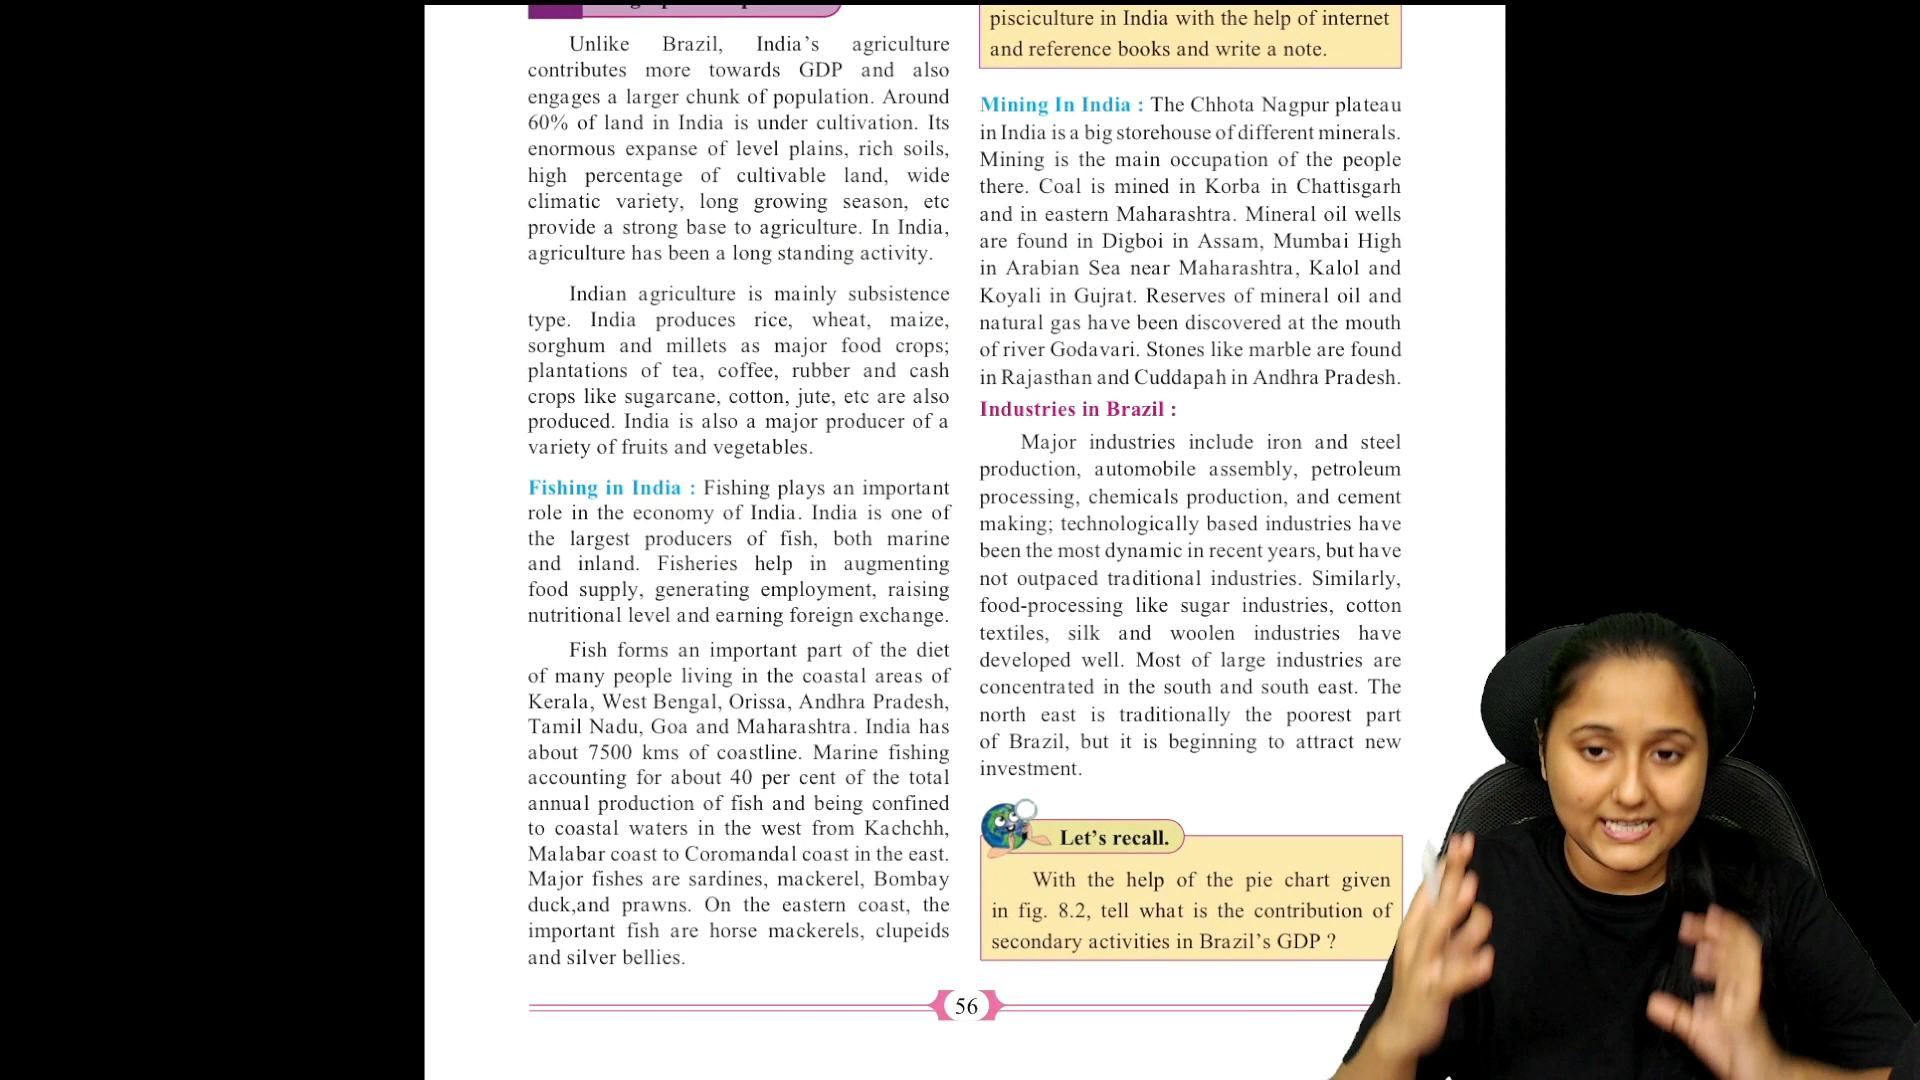 Unlike Brazil, India’s agriculture
contributes more towards GDP and also
engages a larger chunk of population. Around
60% of land in India is under cultivation. Its
enormous expanse of level plains, rich soils,
high percentage of cultivable land, wide
climatic variety, long growing season, etc
provide a strong base to agriculture. In India,
agriculture has been a long standing activity.
Indian agriculture is mainly subsistence
type. India produces rice, wheat, maize,
sorghum and millets as major food crops;
plantations of tea, coffee, rubber and cash
crops like sugarcane, cotton, jute, etc are also
produced. India is also a major producer of a
variety of fruits and vegetables.
Fishing in India : Fishing plays an important
role in the economy of India. India is one of
the largest producers of fish, both marine
and inland. Fisheries help in augmenting
food supply, generating employment, raising
nutritional level and earning foreign exchange.
Fish forms an important part of the diet
of many people living in the coastal areas of
Kerala, West Bengal, Orissa, Andhra Pradesh,
Tamil Nadu, Goa and Maharashtra. India has
about 7500 kms of coastline. Marine fishing
accounting for about 40 per cent of the total
annual production of fish and being confined
to coastal waters in the west from Kachchh,
Malabar coast to Coromandal coast in the east.
Major fishes are sardines, mackerel, Bombay
duck,and prawns. On the eastern coast, the
important fish are horse mackerels, clupeids
and silver bellies.
pisciculture in India with the help of internet
and reference books and write a note.
Mining In India : The Chhota Nagpur plateau
in India is a big storehouse of different minerals.
Mining is the main occupation of the people
there. Coal is mined in Korba in Chattisgarh
and in eastern Maharashtra. Mineral oil wells
are found in Digboi in Assam, Mumbai High
in Arabian Sea near Maharashtra, Kalol and
Koyali in Gujrat. Reserves of mineral oil and
natural gas have been discovered at the mouth
of river Godavari. Stones like marble are found
in Rajasthan and Cuddapah in Andhra Pradesh.
Industries in Brazil :
Major industries include iron and steel
production, automobile assembly, petroleum
processing, chemicals production, and cement
making; technologically based industries have
been the most dynamic in recent years, but have
not outpaced traditional industries. Similarly,
food-processing like sugar industries, cotton
textiles, silk and woolen industries have
developed well. Most of large industries are
concentrated in the south and south east. The
north east is traditionally the poorest part
of Brazil, but it is beginning to attract new
investment.
Let’s recall.
With the help of the pie chart given
in fig. 8.2, tell what is the contribution of
secondary activities in Brazil’s GDP ?
56